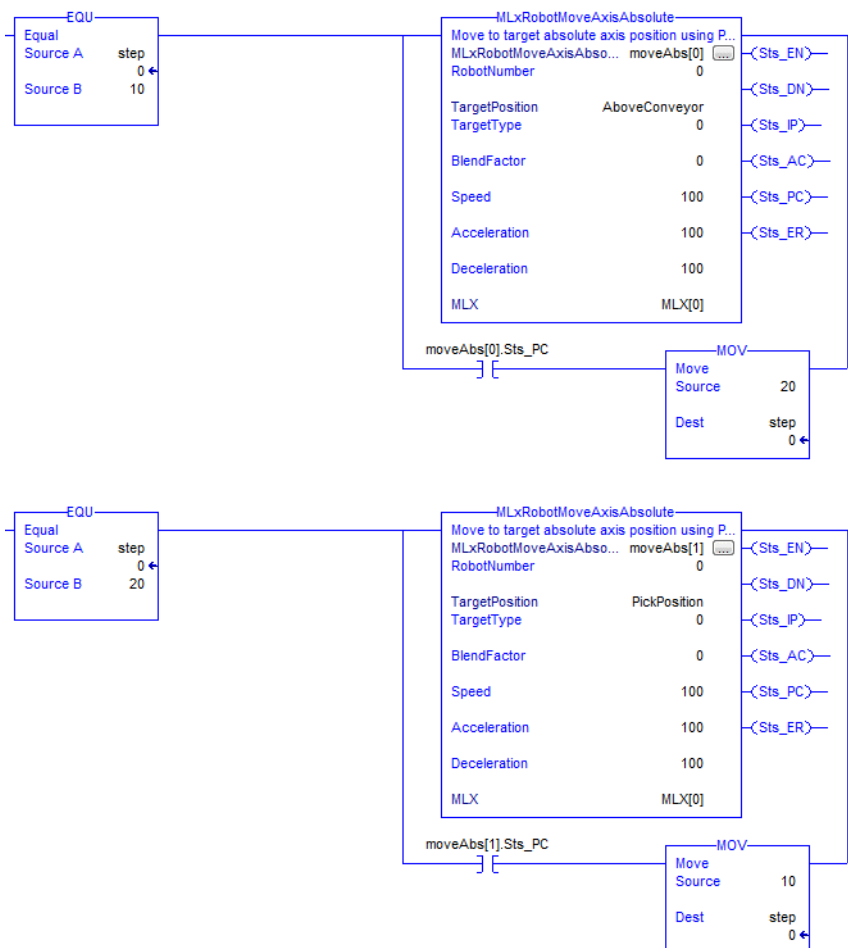 EQU
Equal
Source A step
0
Source B 10
MLxRobotMoveAxisAbsolute
Move to target absolute axis position using P...
MLxRobotMoveAxisAbso... moveAbs[0] ...
RobotNumber 0
TargetPosition AboveConveyor
TargetType 0
BlendFactor 0
Speed 100
Acceleration 100
Deceleration 100
MLX MLX[0]
Sts_EN
Sts_DN
Sts_IP
Sts_AC
Sts_PC
Sts_ER
moveAbs[0].Sts_PC
MOV
Move
Source 20
Dest step
0
EQU
Equal
Source A step
0
Source B 20
MLxRobotMoveAxisAbsolute
Move to target absolute axis position using P...
MLxRobotMoveAxisAbso... moveAbs[1] ...
RobotNumber 0
TargetPosition PickPosition
TargetType 0
BlendFactor 0
Speed 100
Acceleration 100
Deceleration 100
MLX MLX[0]
Sts_EN
Sts_DN
Sts_IP
Sts_AC
Sts_PC
Sts_ER
moveAbs[1].Sts_PC
MOV
Move
Source 10
Dest step
0